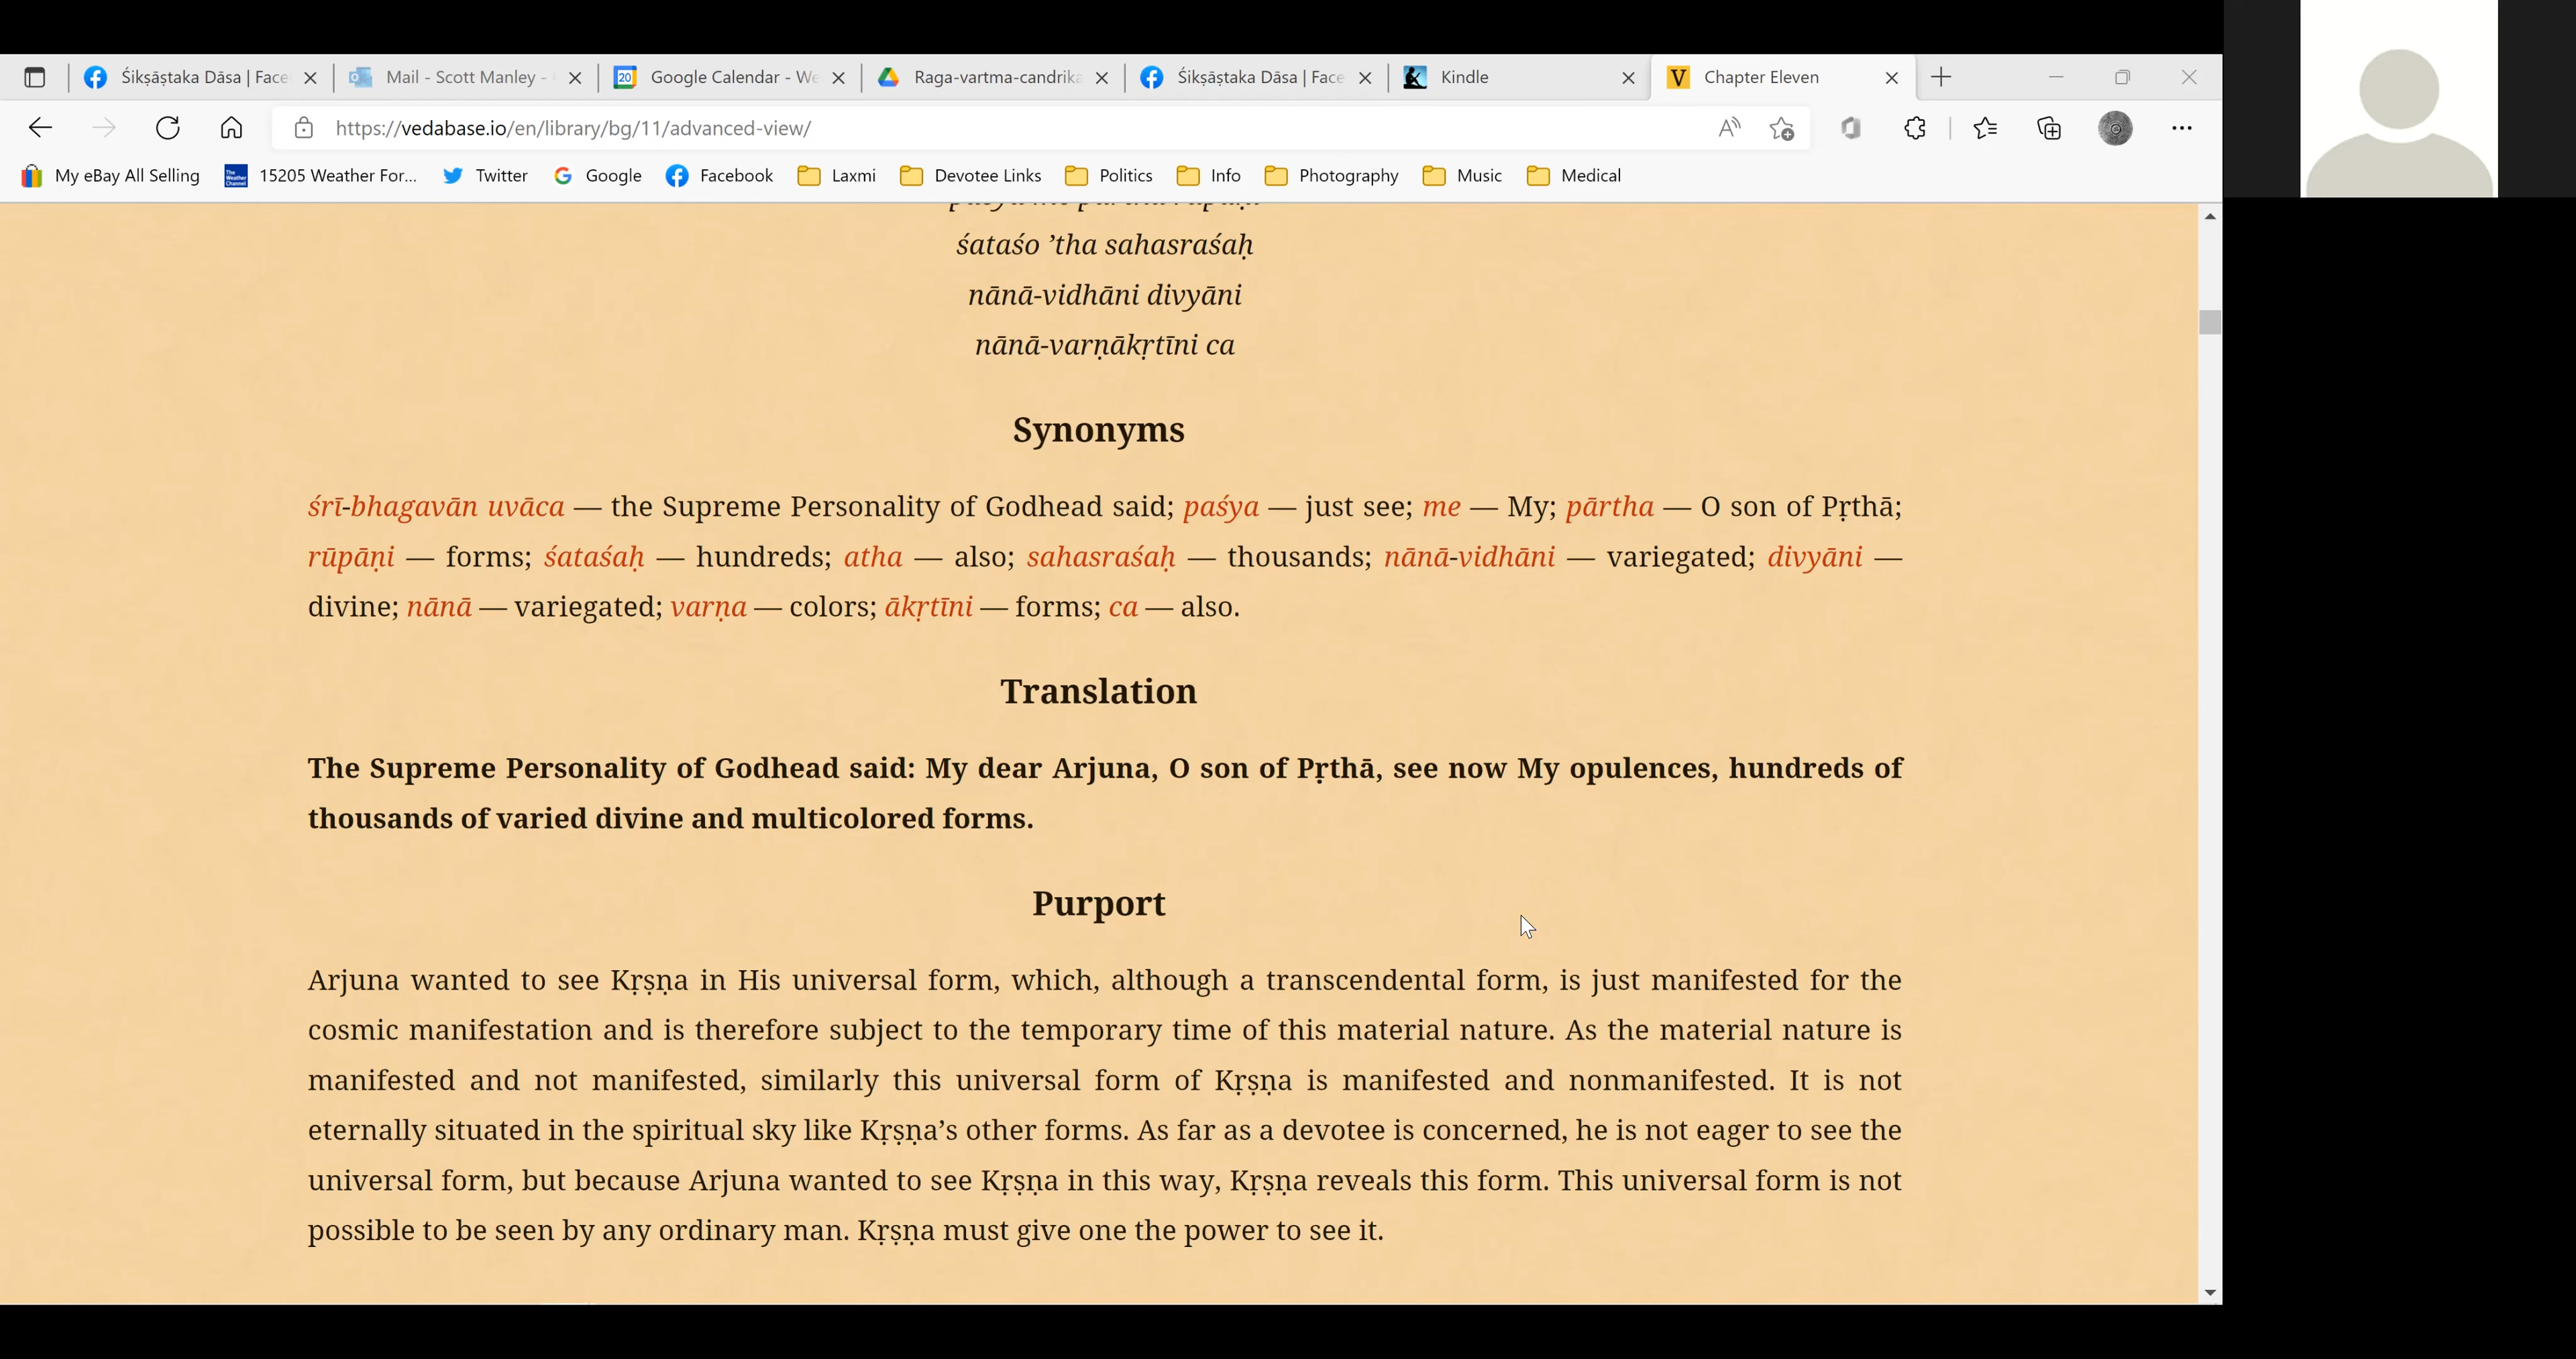 Śikṣāṣṭaka Dāsa | Face
Mail - Scott Manley -
Google Calendar - We
Raga-vartma-candrika
Śikṣāṣṭaka Dāsa | Face
Kindle
Chapter Eleven
https://vedabase.io/en/library/bg/11/advanced-view/
My eBay All Selling
15205 Weather For...
Twitter
Google
Facebook
Laxmi
Devotee Links
Politics
Info
Photography
Music
Medical
śataśo ’tha sahasraśaḥ
nānā-vidhāni divyāni
nānā-varṇākṛtīni ca
Synonyms
śrī-bhagavān uvāca — the Supreme Personality of Godhead said; paśya — just see; me — My; pārtha — O son of Pṛthā;
rūpāṇi — forms; śataśaḥ — hundreds; atha — also; sahasraśaḥ — thousands; nānā-vidhāni — variegated; divyāni —
divine; nānā — variegated; varṇa — colors; ākṛtīni — forms; ca — also.
Translation
The Supreme Personality of Godhead said: My dear Arjuna, O son of Pṛthā, see now My opulences, hundreds of
thousands of varied divine and multicolored forms.
Purport
Arjuna wanted to see Kṛṣṇa in His universal form, which, although a transcendental form, is just manifested for the
cosmic manifestation and is therefore subject to the temporary time of this material nature. As the material nature is
manifested and not manifested, similarly this universal form of Kṛṣṇa is manifested and nonmanifested. It is not
eternally situated in the spiritual sky like Kṛṣṇa’s other forms. As far as a devotee is concerned, he is not eager to see the
universal form, but because Arjuna wanted to see Kṛṣṇa in this way, Kṛṣṇa reveals this form. This universal form is not
possible to be seen by any ordinary man. Kṛṣṇa must give one the power to see it.